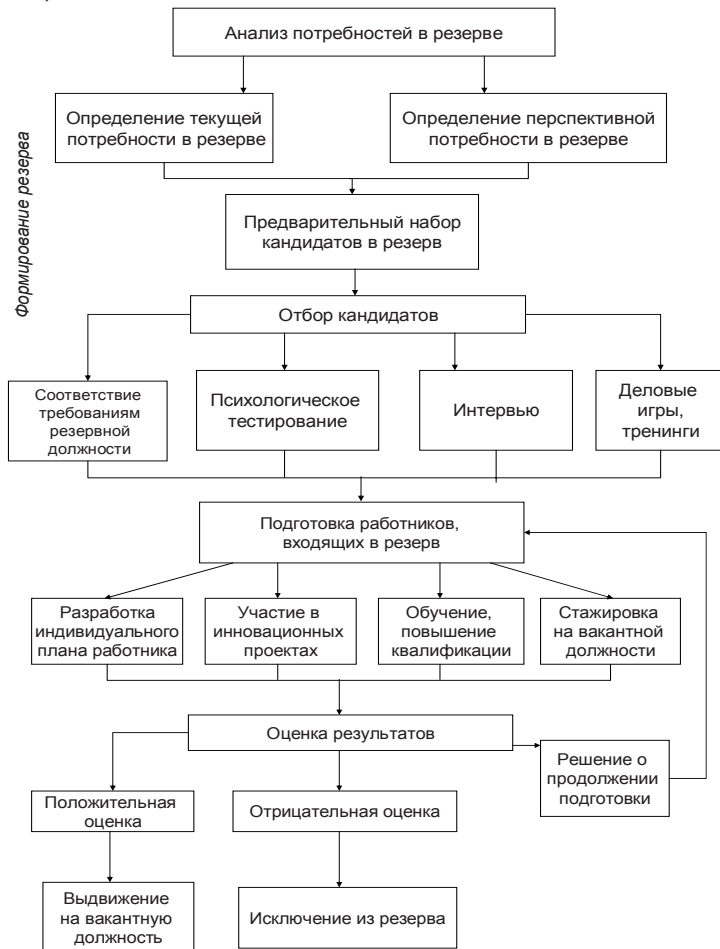 Анализ потребностей в резерве
Определение текущей
потребности в резерве
Определение перспективной
потребности в резерве
Формирование резерва
Предварительный набор
кандидатов в резерв
Отбор кандидатов
Соответствие
требованиям
резервной
должности
Психологическое
тестирование
Интервью
Деловые
игры,
тренинги
Подготовка работников,
входящих в резерв
Разработка
индивидуального
плана работника
Участие в
инновационных
проектах
Обучение,
повышение
квалификации
Стажировка
на вакантной
должности
Оценка результатов
Решение о
продолжении
подготовки
Положительная
оценка
Отрицательная оценка
Выдвижение
на вакантную
должность
Исключение из резерва